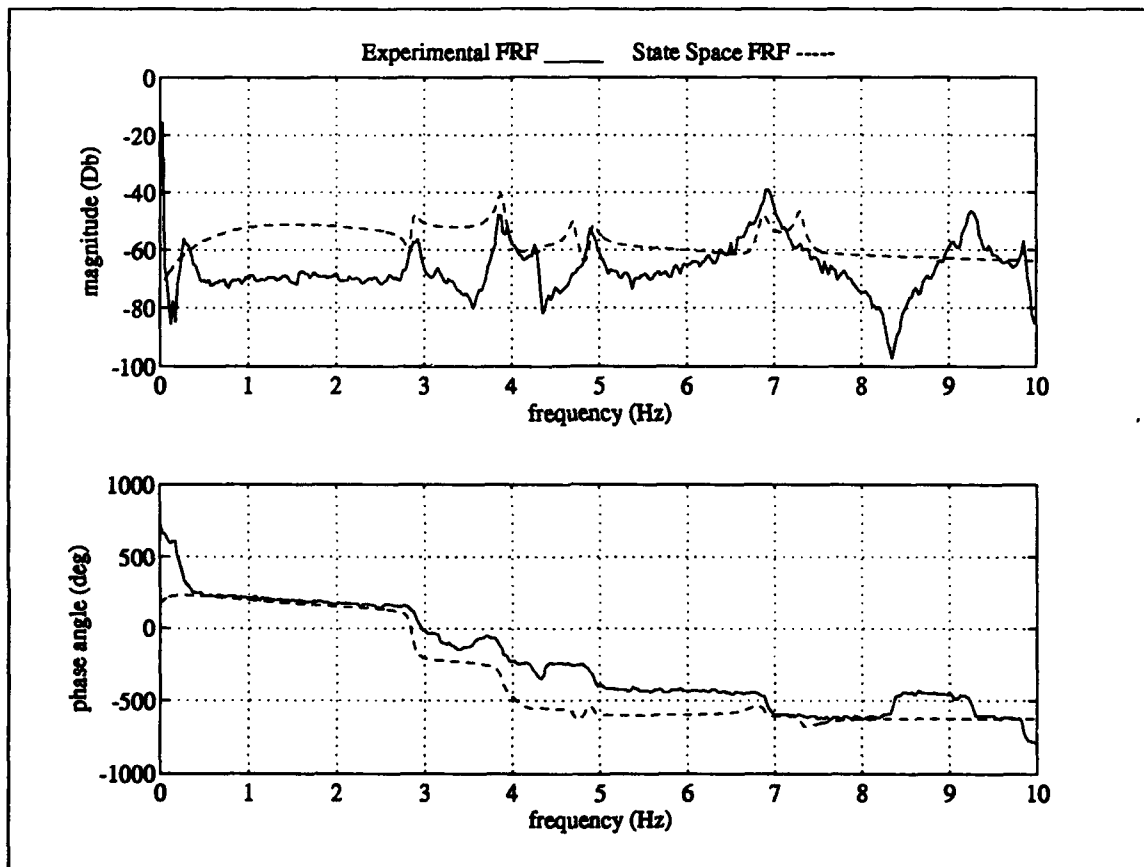 Experimental FRF _____ State Space FRF -----
0
-20
-40
-60
-80
-100
magnitude (Db)
0 1 2 3 4 5 6 7 8 9 10
frequency (Hz)
1000
500
0
-500
-1000
phase angle (deg)
0 1 2 3 4 5 6 7 8 9 10
frequency (Hz)